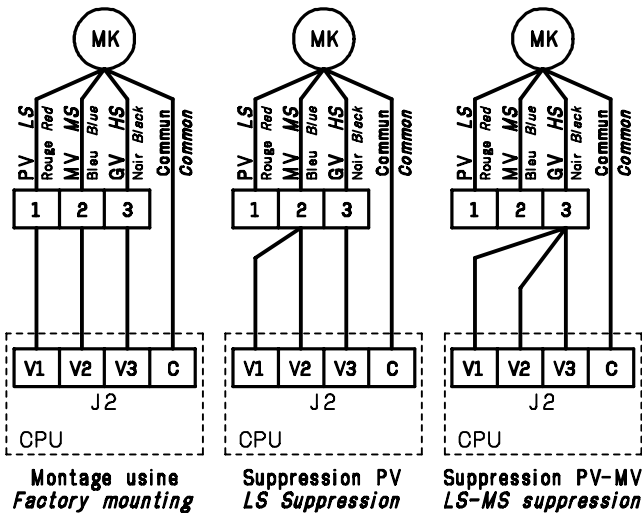 MK
PV LS
Rouge Red
MV MS
Bleu Blue
GV HS
Noir Black
Commun
Common
1 2 3
V1 V2 V3 C
J2
CPU
Montage usine
Factory mounting
MK
PV LS
Rouge Red
MV MS
Bleu Blue
GV HS
Noir Black
Commun
Common
1 2 3
V1 V2 V3 C
J2
CPU
Suppression PV
LS Suppression
MK
PV LS
Rouge Red
MV MS
Bleu Blue
GV HS
Noir Black
Commun
Common
1 2 3
V1 V2 V3 C
J2
CPU
Suppression PV-MV
LS-MS suppression